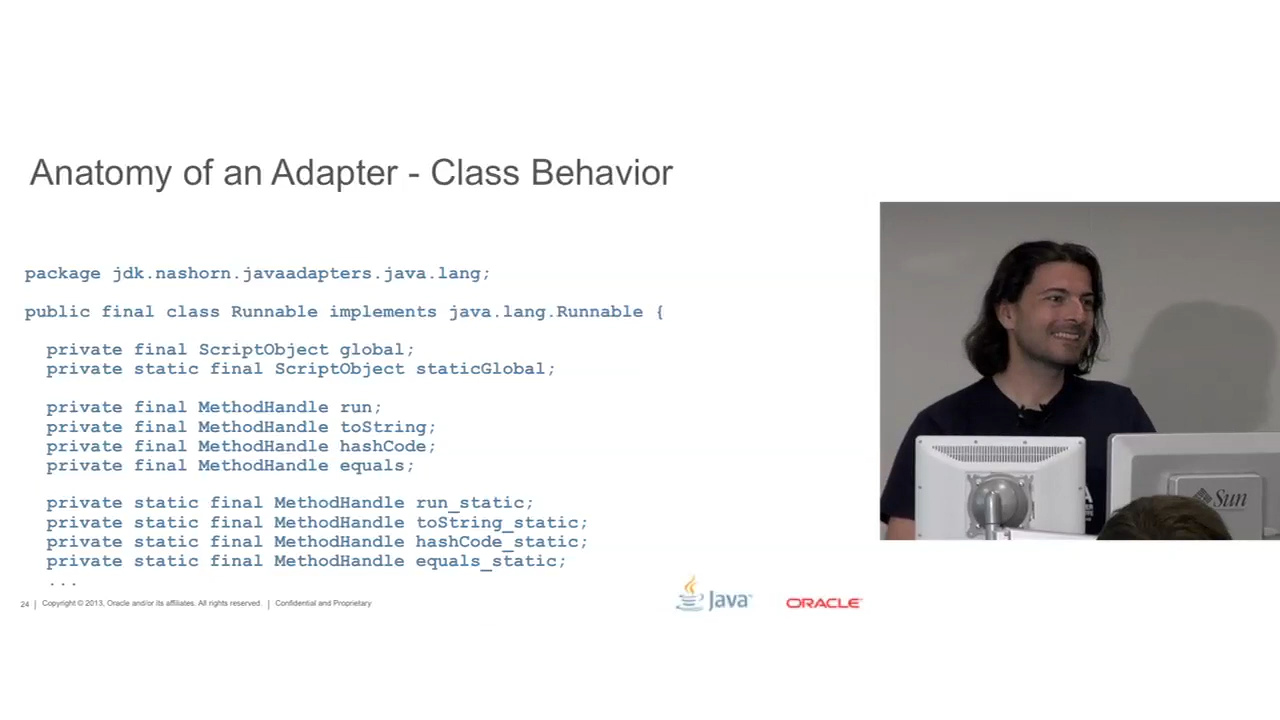 Anatomy of an Adapter - Class Behavior
package jdk.nashorn.javaadapters.java.lang;
public final class Runnable implements java.lang.Runnable {
private final ScriptObject global;
private static final ScriptObject staticGlobal;
private final MethodHandle run;
private final MethodHandle toString;
private final MethodHandle hashCode;
private final MethodHandle equals;
private static final MethodHandle run_static;
private static final MethodHandle toString_static;
private static final MethodHandle hashCode_static;
private static final MethodHandle equals_static;
...
24 | Copyright © 2013, Oracle and/or its affiliates. All rights reserved. | Confidential and Proprietary
Java
ORACLE
Sun